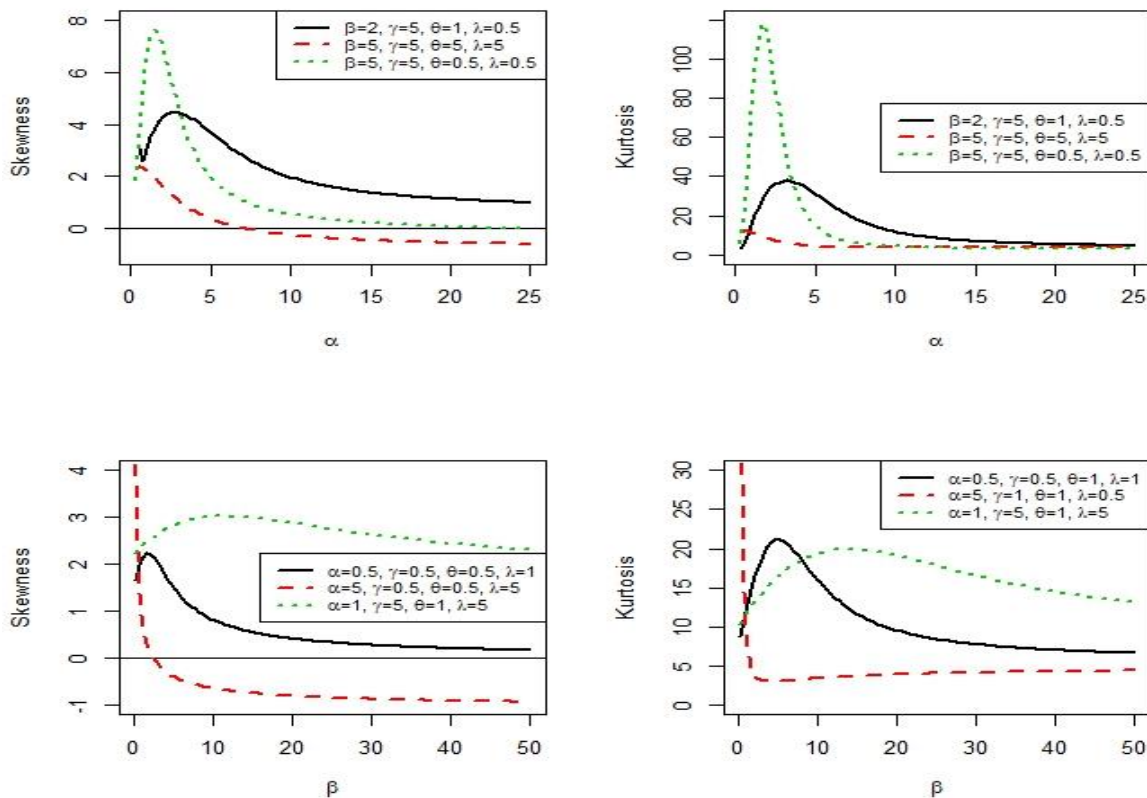 Skewness
8
6
4
2
0
β=2, γ=5, θ=1, λ=0.5
β=5, γ=5, θ=5, λ=5
β=5, γ=5, θ=0.5, λ=0.5
0 5 10 15 20 25
α
Kurtosis
100
80
60
40
20
0
β=2, γ=5, θ=1, λ=0.5
β=5, γ=5, θ=5, λ=5
β=5, γ=5, θ=0.5, λ=0.5
0 5 10 15 20 25
α
Skewness
4
3
2
1
0
-1
α=0.5, γ=0.5, θ=0.5, λ=1
α=5, γ=0.5, θ=0.5, λ=5
α=1, γ=5, θ=1, λ=5
0 10 20 30 40 50
β
Kurtosis
30
25
20
15
10
5
0
α=0.5, γ=0.5, θ=1, λ=1
α=5, γ=1, θ=1, λ=0.5
α=1, γ=5, θ=1, λ=5
0 10 20 30 40 50
β